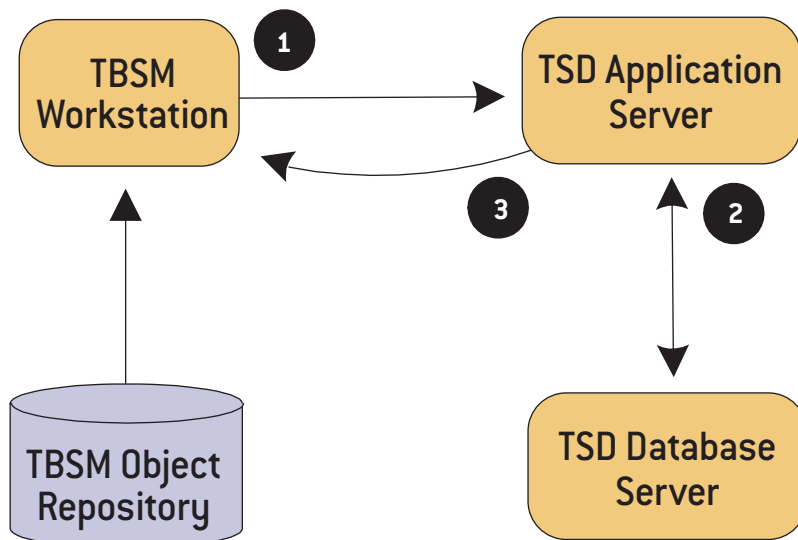 1
TBSM
Workstation
TSD Application
Server
3
2
TBSM Object
Repository
TSD Database
Server